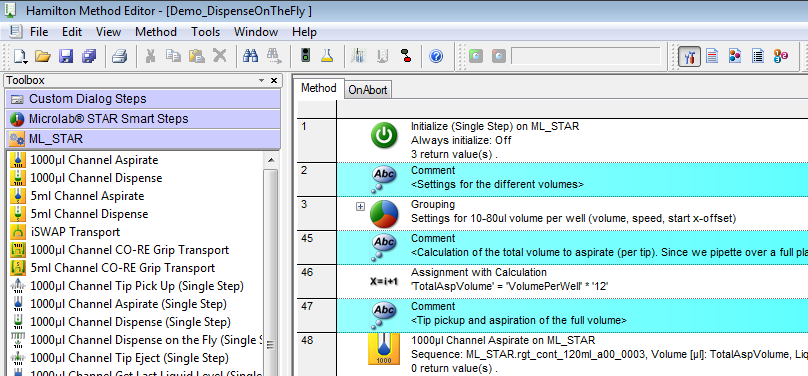 Hamilton Method Editor - [Demo_DispenseOnTheFly ]
File Edit View Method Tools Window Help
Toolbox
Custom Dialog Steps
Microlab® STAR Smart Steps
ML_STAR
1000µl Channel Aspirate
1000µl Channel Dispense
5ml Channel Aspirate
5ml Channel Dispense
iSWAP Transport
1000µl Channel CO-RE Grip Transport
5ml Channel CO-RE Grip Transport
1000µl Channel Tip Pick Up (Single Step)
1000µl Channel Aspirate (Single Step)
1000µl Channel Dispense (Single Step)
1000µl Channel Dispense on the Fly (Single S
1000µl Channel Tip Eject (Single Step)
1000µl Channel Get Last Liquid Level (Single
Method OnAbort
1
Initialize (Single Step) on ML_STAR
Always initialize: Off
3 return value(s) .
2
Abc
Comment
<Settings for the different volumes>
3
Grouping
Settings for 10-80ul volume per well (volume, speed, start x-offset)
45
Abc
Comment
<Calculation of the total volume to aspirate (per tip). Since we pipette over a full pla
46
X=i+1
Assignment with Calculation
'TotalAspVolume' = 'VolumePerWell' * '12'
47
Abc
Comment
<Tip pickup and aspiration of the full volume>
48
1000
1000µl Channel Aspirate on ML_STAR
Sequence: ML_STAR.rgt_cont_120ml_a00_0003, Volume [µl]: TotalAspVolume, Liq
0 return value(s) .